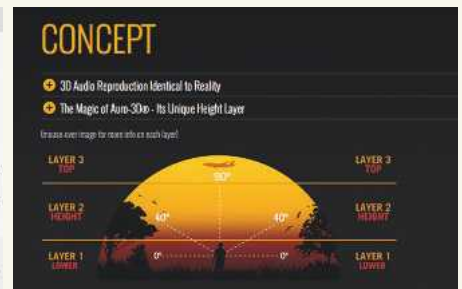 CONCEPT
3D Audio Reproduction Identical to Reality
The Magic of Auro-3D® - Its Unique Height Layer
(mouse-over image for more info on each layer)
LAYER 3 LAYER 3
TOP TOP
90°
LAYER 2 LAYER 2
HEIGHT HEIGHT
40° 40°
LAYER 1 0° 0° LAYER 1
LOWER LOWER